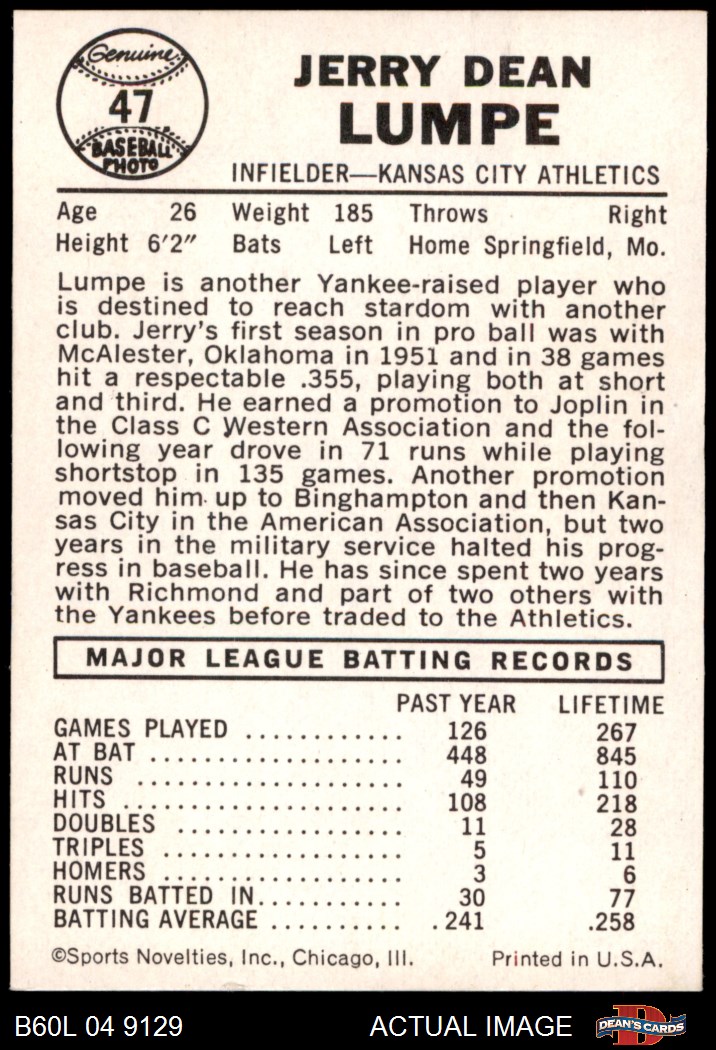 Genuine
47
BASEBALL
PHOTO
JERRY DEAN
LUMPE
INFIELDER—KANSAS CITY ATHLETICS
Age 26 Weight 185 Throws Right
Height 6'2" Bats Left Home Springfield, Mo.
Lumpe is another Yankee-raised player who
is destined to reach stardom with another
club. Jerry's first season in pro ball was with
McAlester, Oklahoma in 1951 and in 38 games
hit a respectable .355, playing both at short
and third. He earned a promotion to Joplin in
the Class C Western Association and the fol-
lowing year drove in 71 runs while playing
shortstop in 135 games. Another promotion
moved him up to Binghampton and then Kan-
sas City in the American Association, but two
years in the military service halted his prog-
ress in baseball. He has since spent two years
with Richmond and part of two others with
the Yankees before traded to the Athletics.
MAJOR LEAGUE BATTING RECORDS
PAST YEAR LIFETIME
GAMES PLAYED ............ 126 267
AT BAT .................... 448 845
RUNS ..................... 49 110
HITS ...................... 108 218
DOUBLES ................. 11 28
TRIPLES .................. 5 11
HOMERS .................. 3 6
RUNS BATTED IN........... 30 77
BATTING AVERAGE .......... .241 .258
©Sports Novelties, Inc., Chicago, Ill. Printed in U.S.A.
B60L 04 9129 ACTUAL IMAGE D DEAN'S CARDS